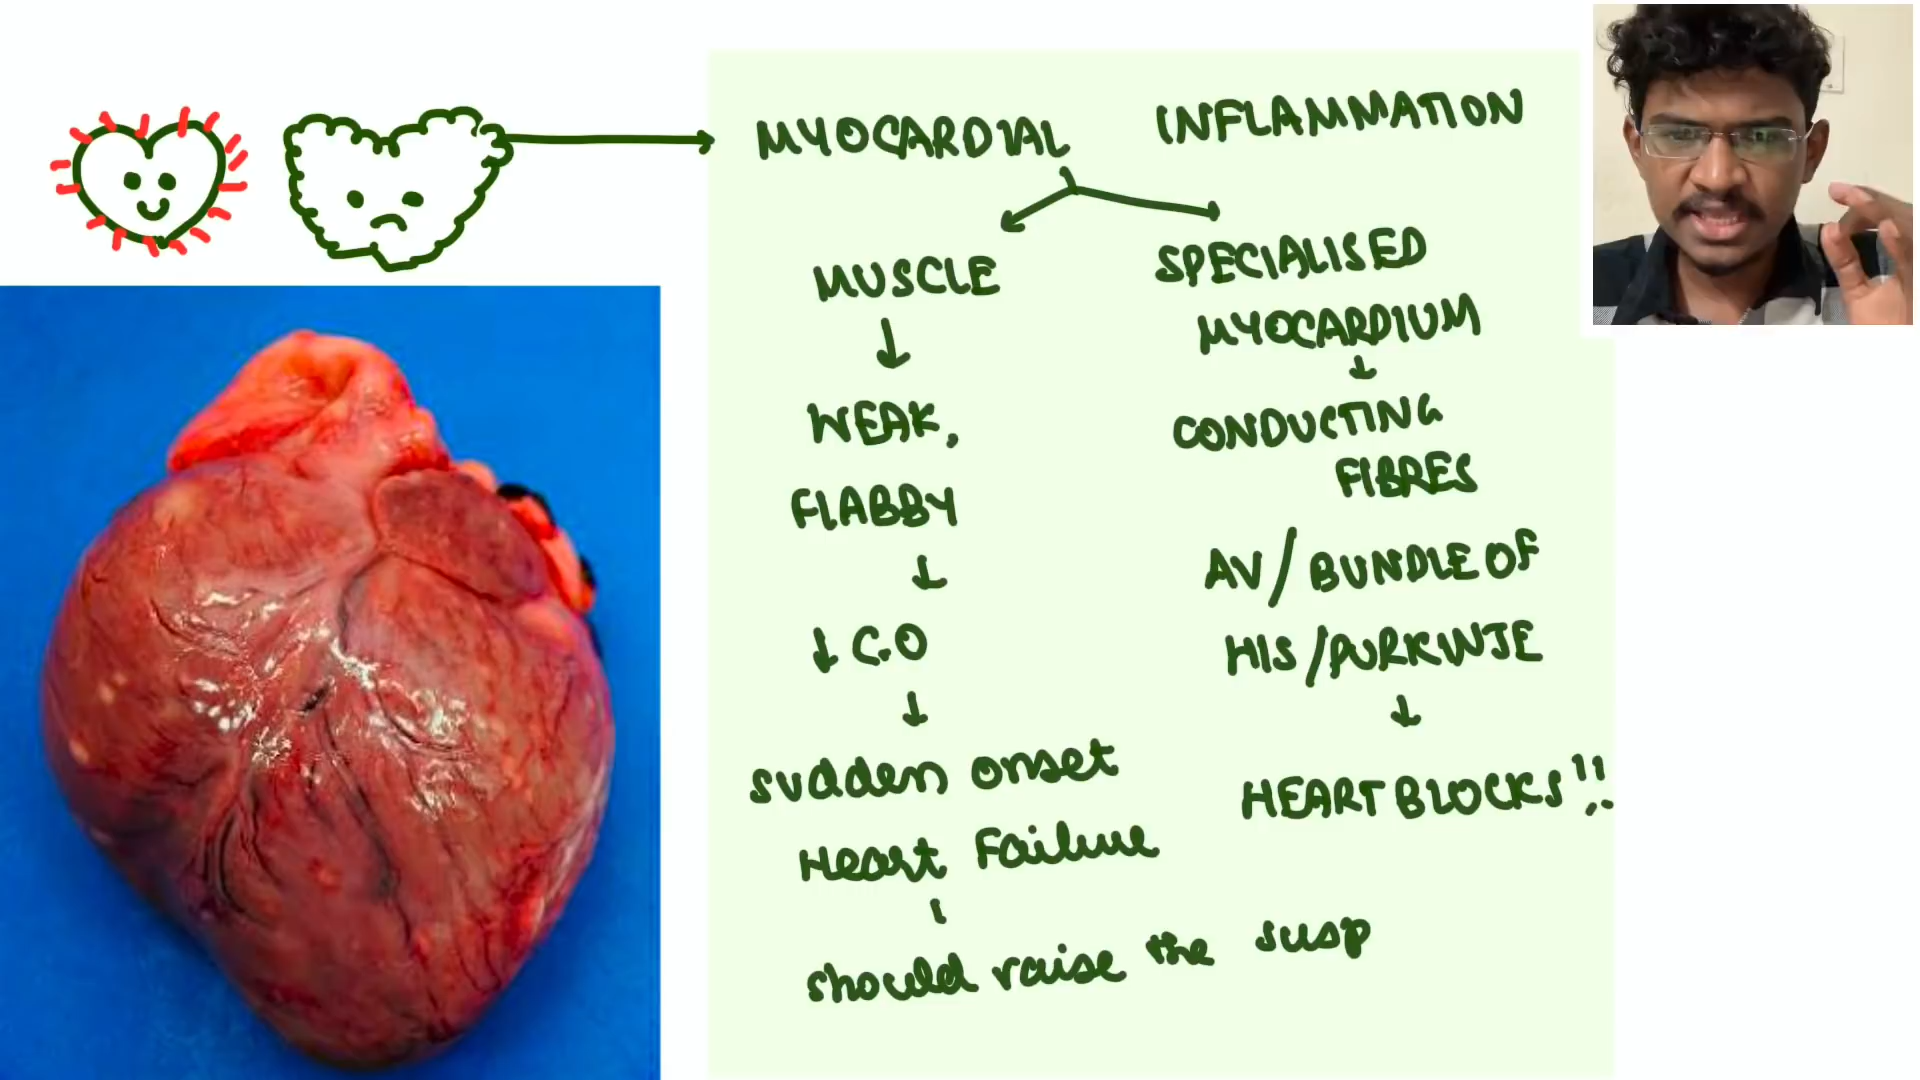 MYOCARDIAL INFLAMMATION
MUSCLE
↓
WEAK,
FLABBY
↓
↓ C.O
↓
sudden onset
Heart Failure
should raise the susp
SPECIALISED
MYOCARDIUM
↓
CONDUCTING
FIBRES
AV/BUNDLE OF
HIS/PURKINJE
↓
HEART BLOCKS!!